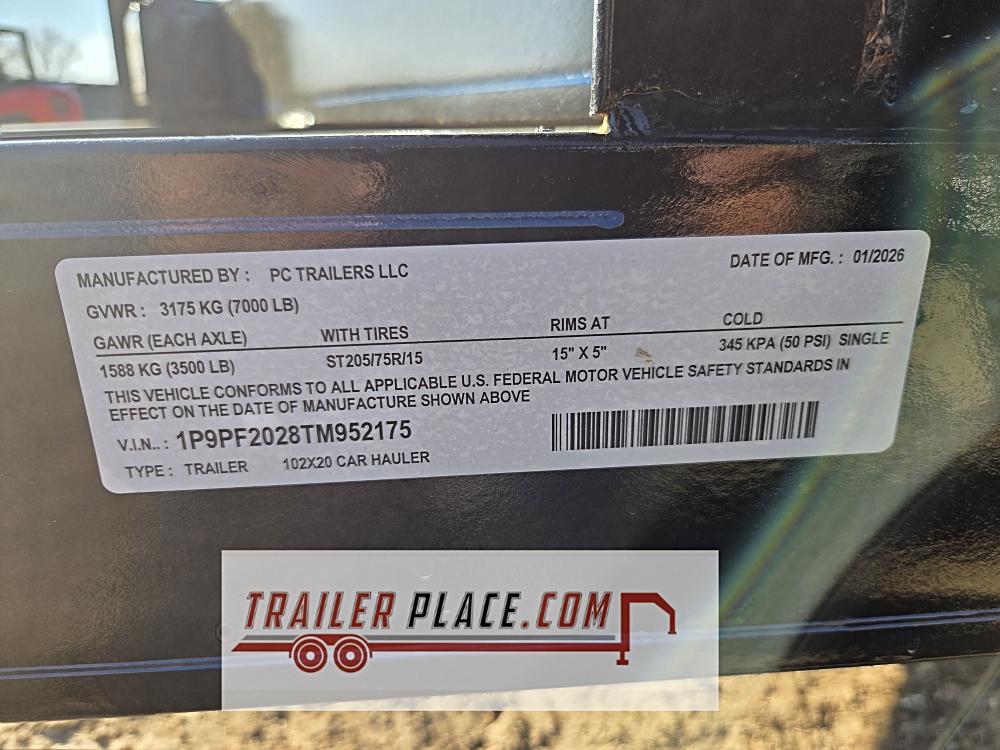 MANUFACTURED BY : PC TRAILERS LLC DATE OF MFG. : 01/2026
GVWR : 3175 KG (7000 LB)
GAWR (EACH AXLE) WITH TIRES RIMS AT COLD
1588 KG (3500 LB) ST205/75R/15 15" X 5" 345 KPA (50 PSI) SINGLE
THIS VEHICLE CONFORMS TO ALL APPLICABLE U.S. FEDERAL MOTOR VEHICLE SAFETY STANDARDS IN
EFFECT ON THE DATE OF MANUFACTURE SHOWN ABOVE
V.I.N.. : 1P9PF2028TM952175
TYPE : TRAILER 102X20 CAR HAULER
TRAILER PLACE.COM